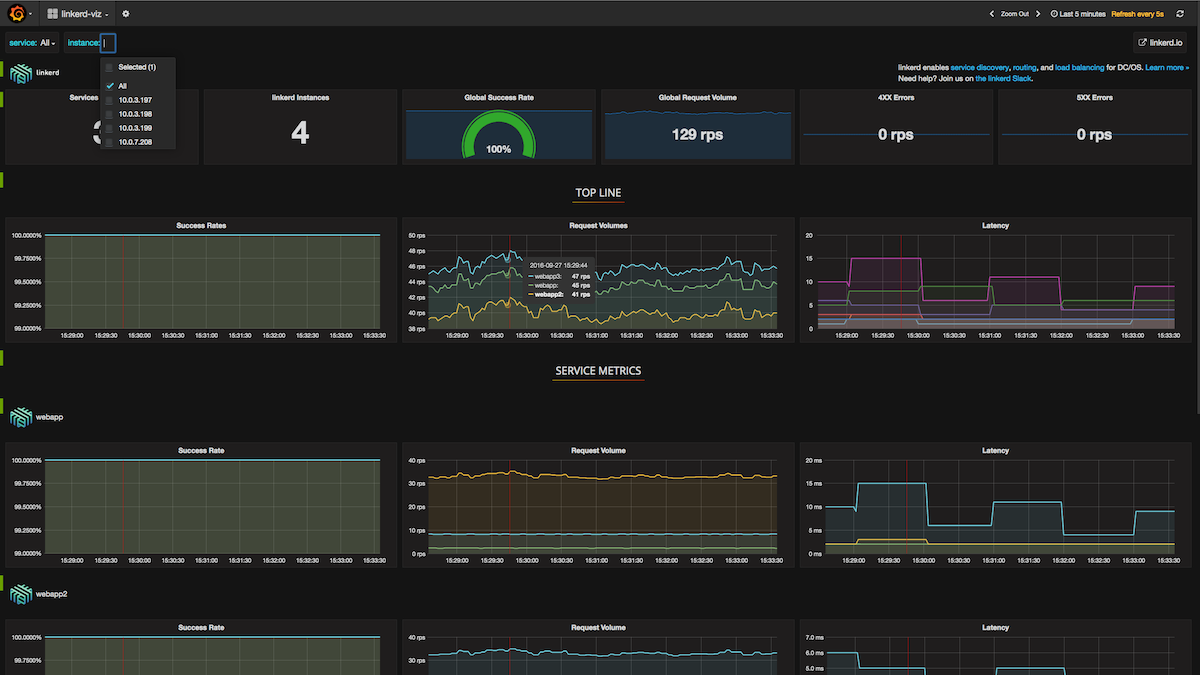 linkerd-viz
Zoom Out
Last 5 minutes
Refresh every 5s
service: All
instance:
linkerd.io
Selected (1)
All
10.0.3.197
10.0.3.198
10.0.3.199
10.0.7.208
linkerd
linkerd enables service discovery, routing, and load balancing for DC/OS. Learn more »
Need help? Join us on the linkerd Slack.
Services
linkerd Instances
4
Global Success Rate
100%
Global Request Volume
129 rps
4XX Errors
0 rps
5XX Errors
0 rps
TOP LINE
Success Rates
100.0000%
99.7500%
99.5000%
99.2500%
99.0000%
15:29:00 15:29:30 15:30:00 15:30:30 15:31:00 15:31:30 15:32:00 15:32:30 15:33:00 15:33:30
Request Volumes
50 rps
48 rps
46 rps
44 rps
42 rps
40 rps
38 rps
2016-09-27 15:29:44
webapp3: 47 rps
webapp: 45 rps
webapp2: 41 rps
15:29:00 15:29:30 15:30:00 15:30:30 15:31:00 15:31:30 15:32:00 15:32:30 15:33:00 15:33:30
Latency
20
15
10
5
0
15:29:00 15:29:30 15:30:00 15:30:30 15:31:00 15:31:30 15:32:00 15:32:30 15:33:00 15:33:30
SERVICE METRICS
webapp
Success Rate
100.0000%
99.7500%
99.5000%
99.2500%
99.0000%
15:29:00 15:29:30 15:30:00 15:30:30 15:31:00 15:31:30 15:32:00 15:32:30 15:33:00 15:33:30
Request Volume
40 rps
30 rps
20 rps
10 rps
0 rps
15:29:00 15:29:30 15:30:00 15:30:30 15:31:00 15:31:30 15:32:00 15:32:30 15:33:00 15:33:30
Latency
20 ms
15 ms
10 ms
5 ms
0 ms
15:29:00 15:29:30 15:30:00 15:30:30 15:31:00 15:31:30 15:32:00 15:32:30 15:33:00 15:33:30
webapp2
Success Rate
100.0000%
99.7500%
Request Volume
40 rps
30 rps
Latency
7.0 ms
6.0 ms
5.0 ms